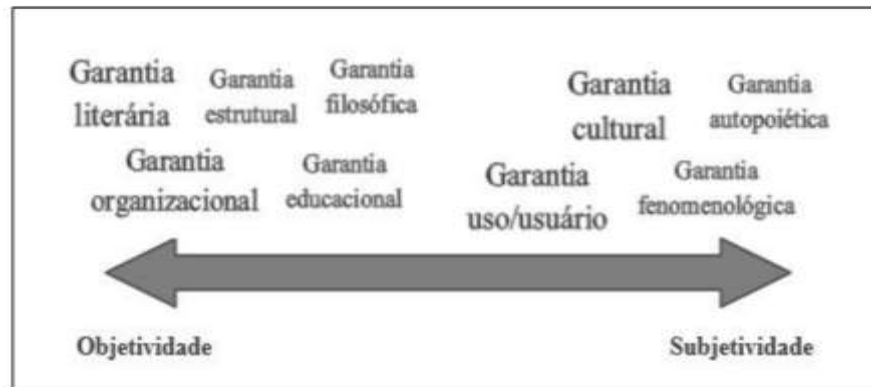 Garantia
literária
Garantia
estrutural
Garantia
filosófica
Garantia
organizacional
Garantia
educacional
Garantia
cultural
Garantia
autopoiética
Garantia
uso/usuário
Garantia
fenomenológica
Objetividade
Subjetividade